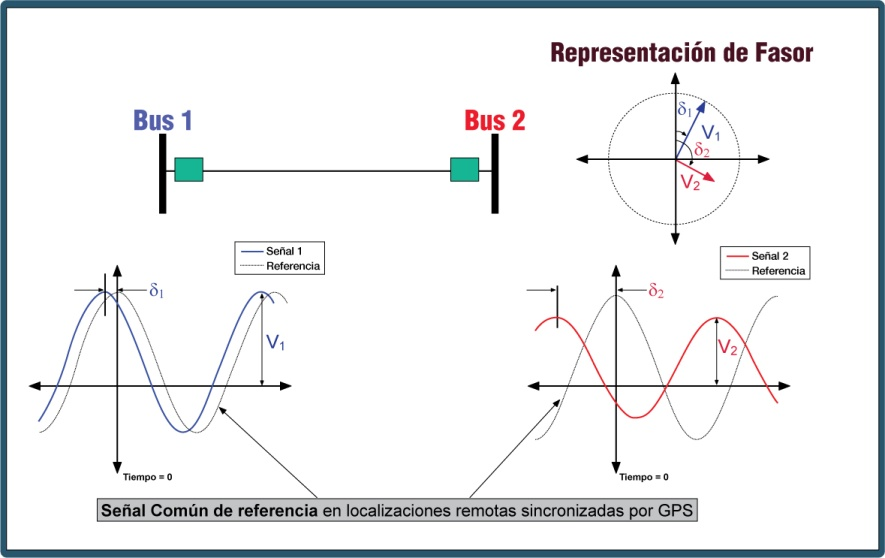 Representación de Fasor
Bus 1
Bus 2
δ1
V1
δ2
V2
Señal 1
Referencia
δ1
V1
Tiempo = 0
Señal 2
Referencia
δ2
V2
Tiempo = 0
Señal Común de referencia en localizaciones remotas sincronizadas por GPS